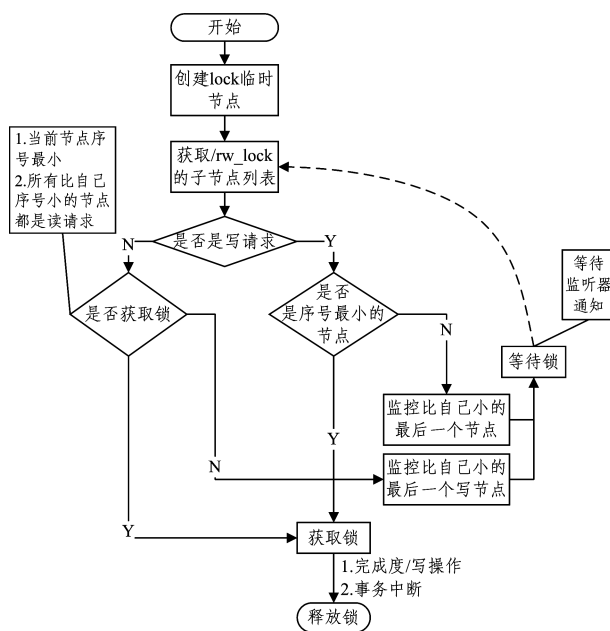 开始
创建lock临时
节点
1.当前节点序
号最小
2.所有比自己
序号小的节点
都是读请求
获取/rw_lock
的子节点列表
N
是否是写请求
Y
等待
监听器
通知
是否获取锁
是否
是序号最小的
节点
N
等待锁
监控比自己小的
最后一个节点
Y
N
监控比自己小的
最后一个写节点
Y
获取锁
1.完成度/写操作
2.事务中断
释放锁